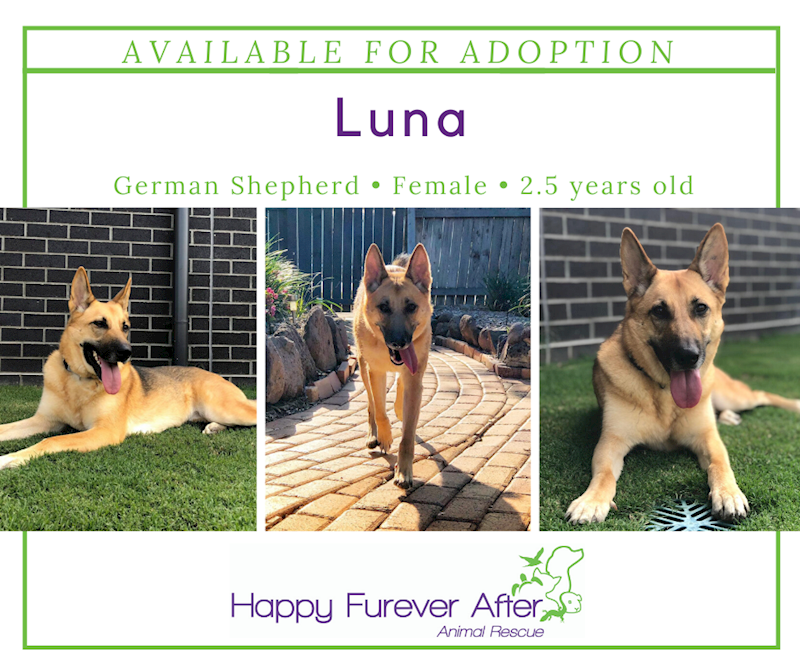 AVAILABLE FOR ADOPTION
Luna
German Shepherd • Female • 2.5 years old
Happy Furever After
Animal Rescue